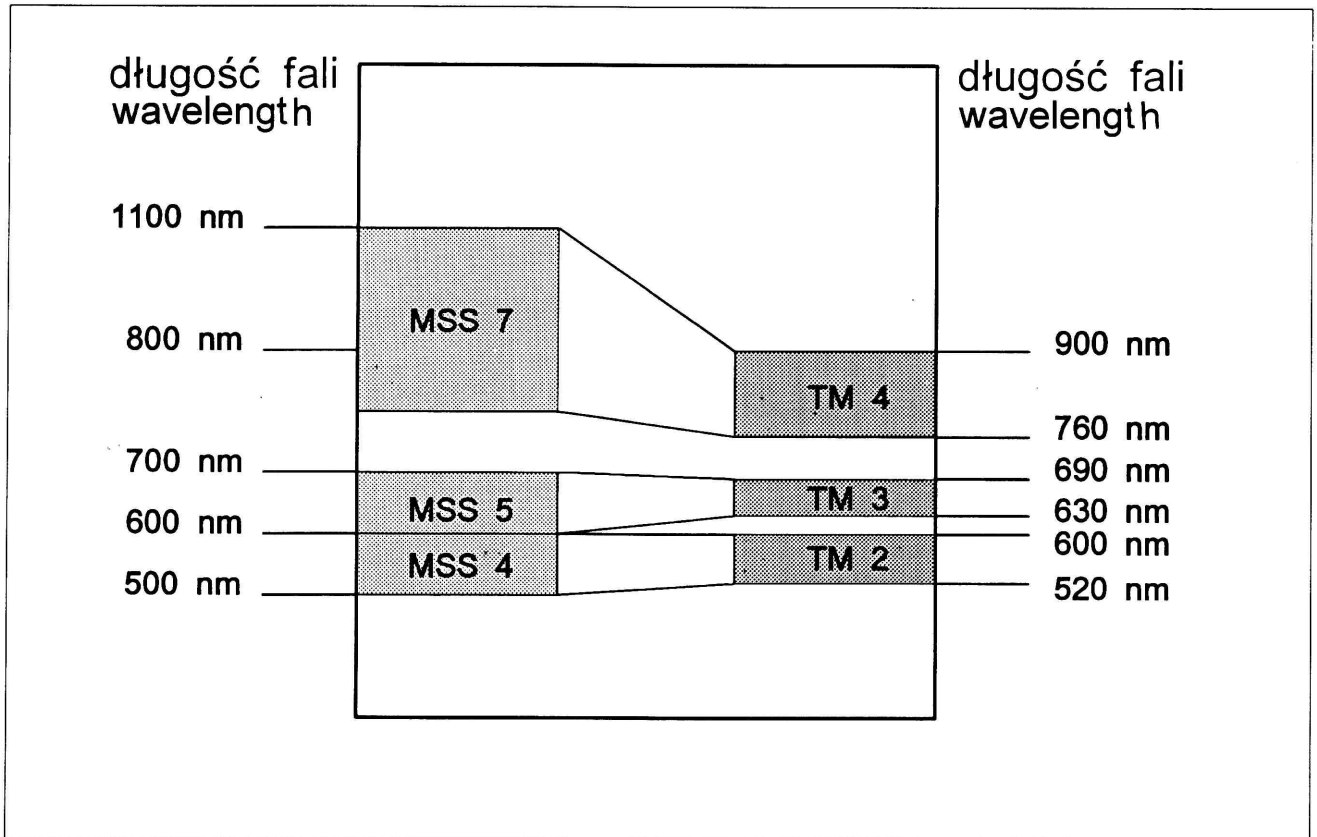 długość fali
wavelength
1100 nm
800 nm
700 nm
600 nm
500 nm
MSS 7
MSS 5
MSS 4
TM 4
TM 3
TM 2
długość fali
wavelength
900 nm
760 nm
690 nm
630 nm
600 nm
520 nm